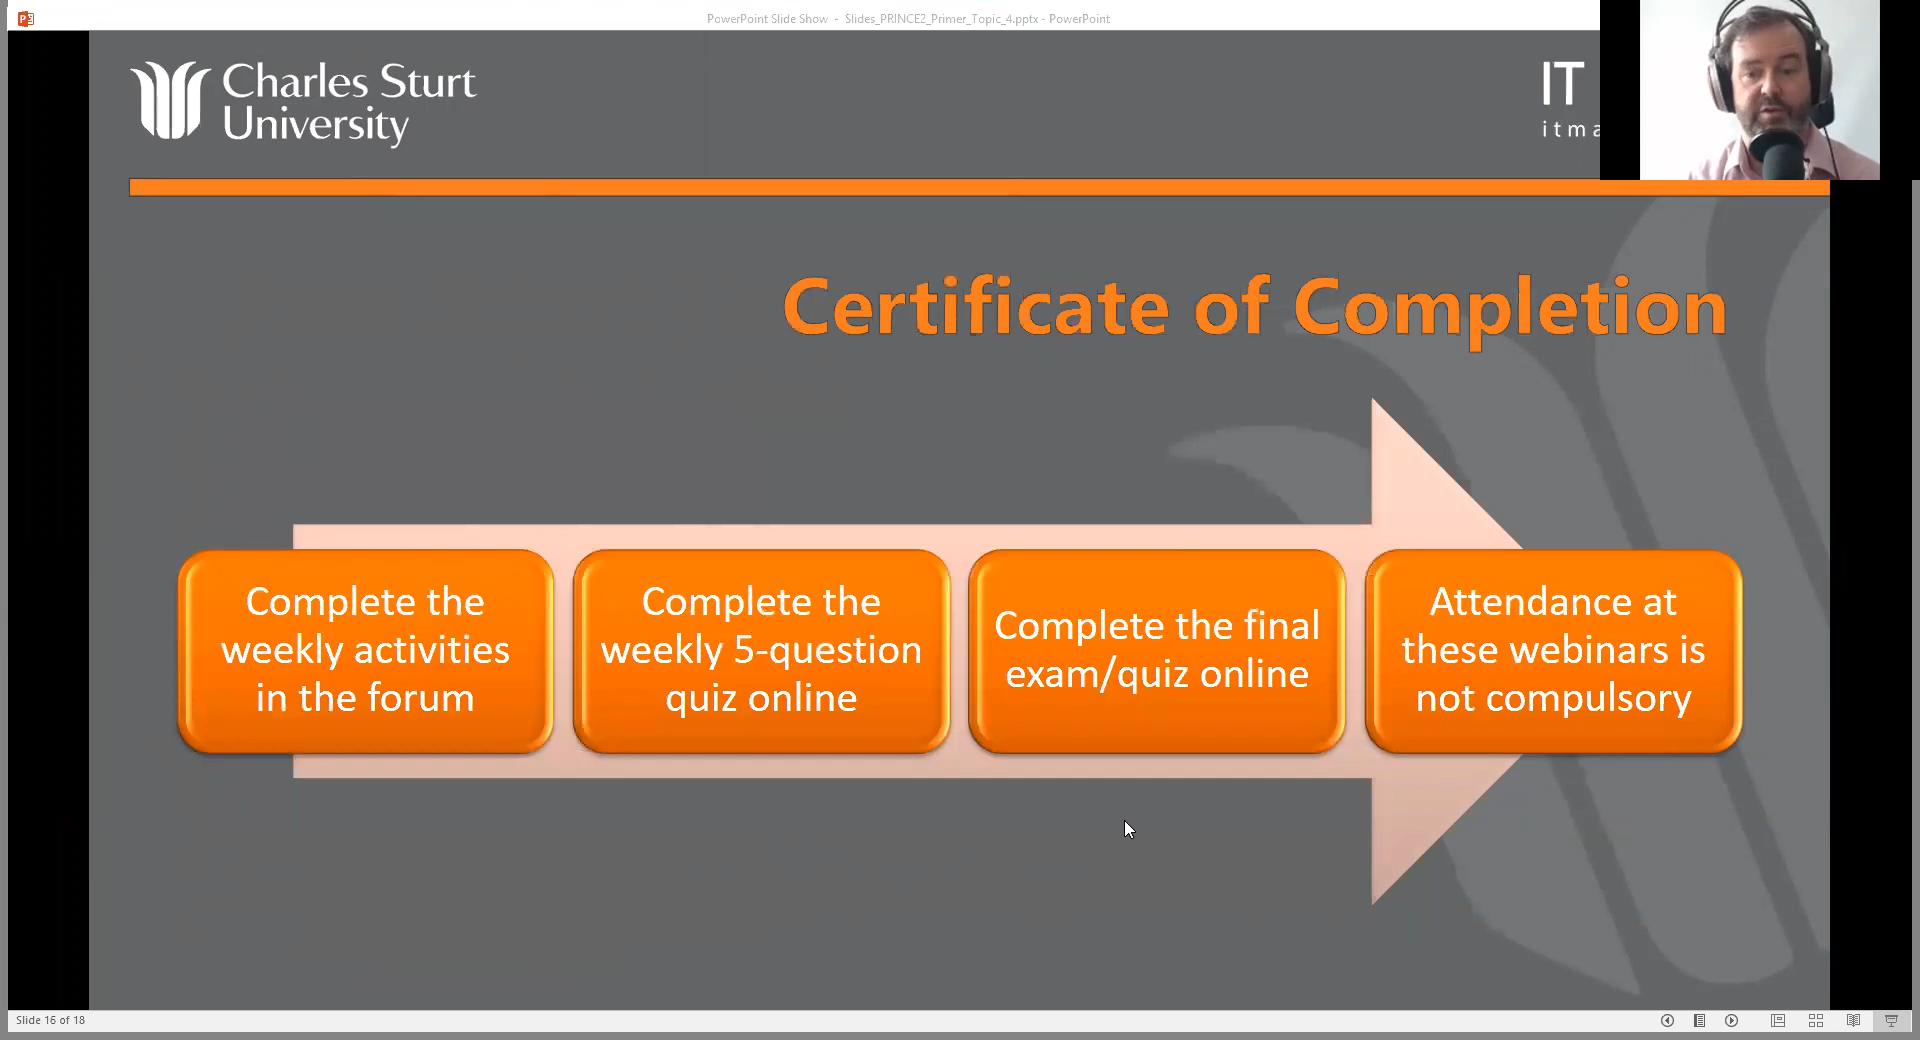 PowerPoint Slide Show - Slides_PRINCE2_Primer_Topic_4.pptx - PowerPoint
Charles Sturt
University
IT
itma
Certificate of Completion
Complete the
weekly activities
in the forum
Complete the
weekly 5-question
quiz online
Complete the final
exam/quiz online
Attendance at
these webinars is
not compulsory
Slide 16 of 18